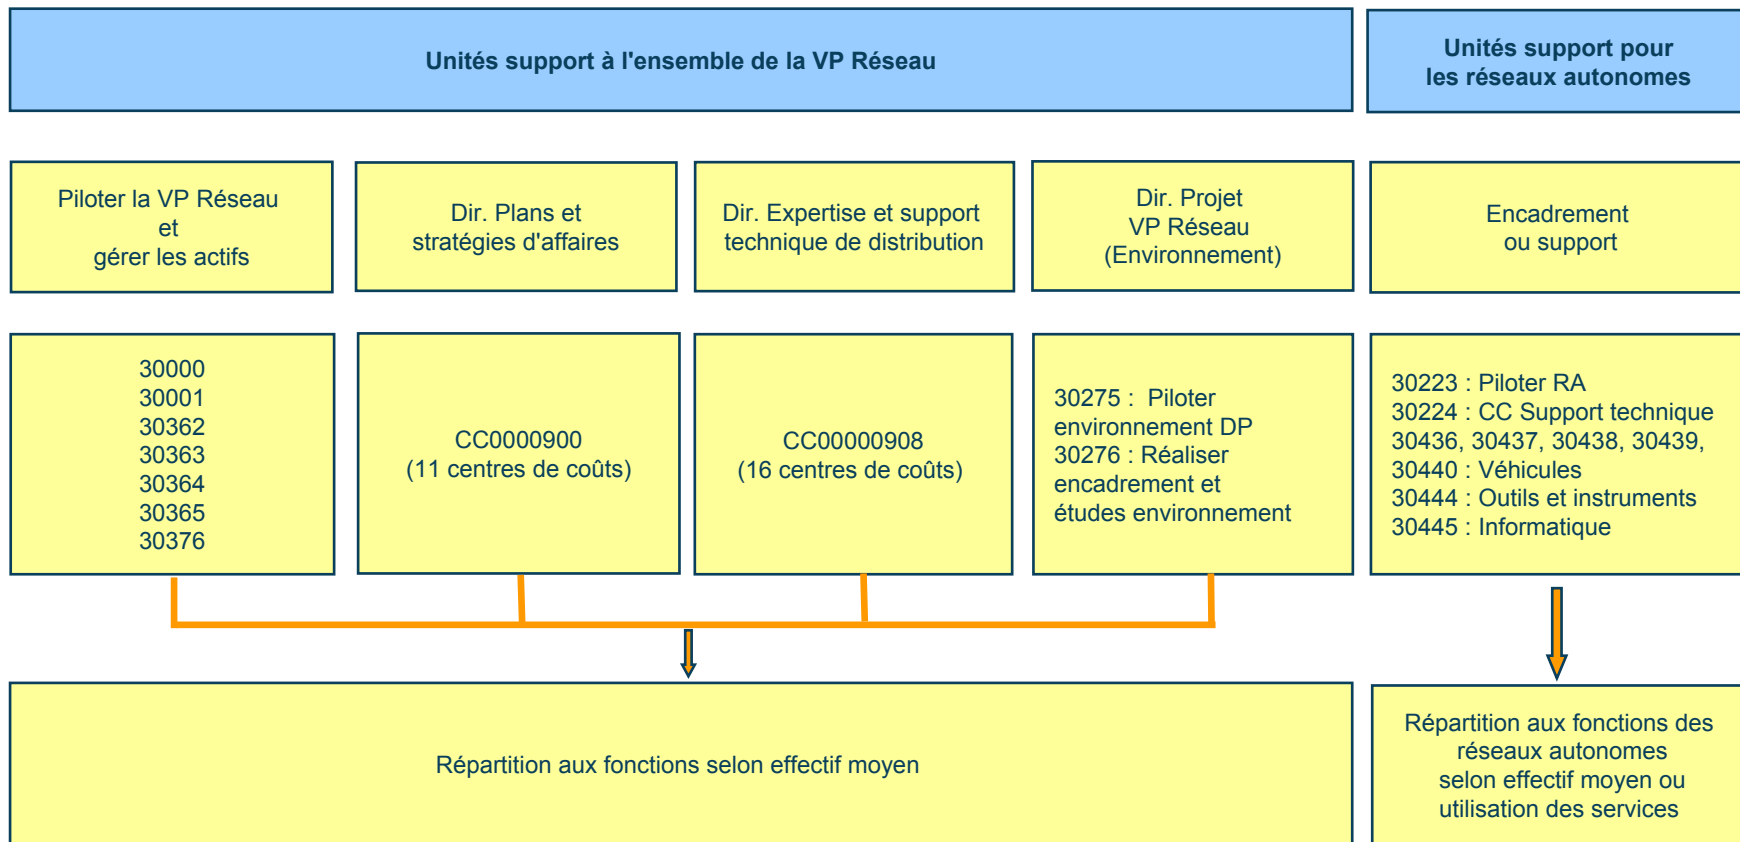 Unités support à l'ensemble de la VP Réseau
Unités support pour
les réseaux autonomes
Piloter la VP Réseau
et
gérer les actifs
Dir. Plans et
stratégies d'affaires
Dir. Expertise et support
technique de distribution
Dir. Projet
VP Réseau
(Environnement)
Encadrement
ou support
30000
30001
30362
30363
30364
30365
30376
CC0000900
(11 centres de coûts)
CC00000908
(16 centres de coûts)
30275 : Piloter
environnement DP
30276 : Réaliser
encadrement et
études environnement
30223 : Piloter RA
30224 : CC Support technique
30436, 30437, 30438, 30439,
30440 : Véhicules
30444 : Outils et instruments
30445 : Informatique
Répartition aux fonctions selon effectif moyen
Répartition aux fonctions des
réseaux autonomes
selon effectif moyen ou
utilisation des services